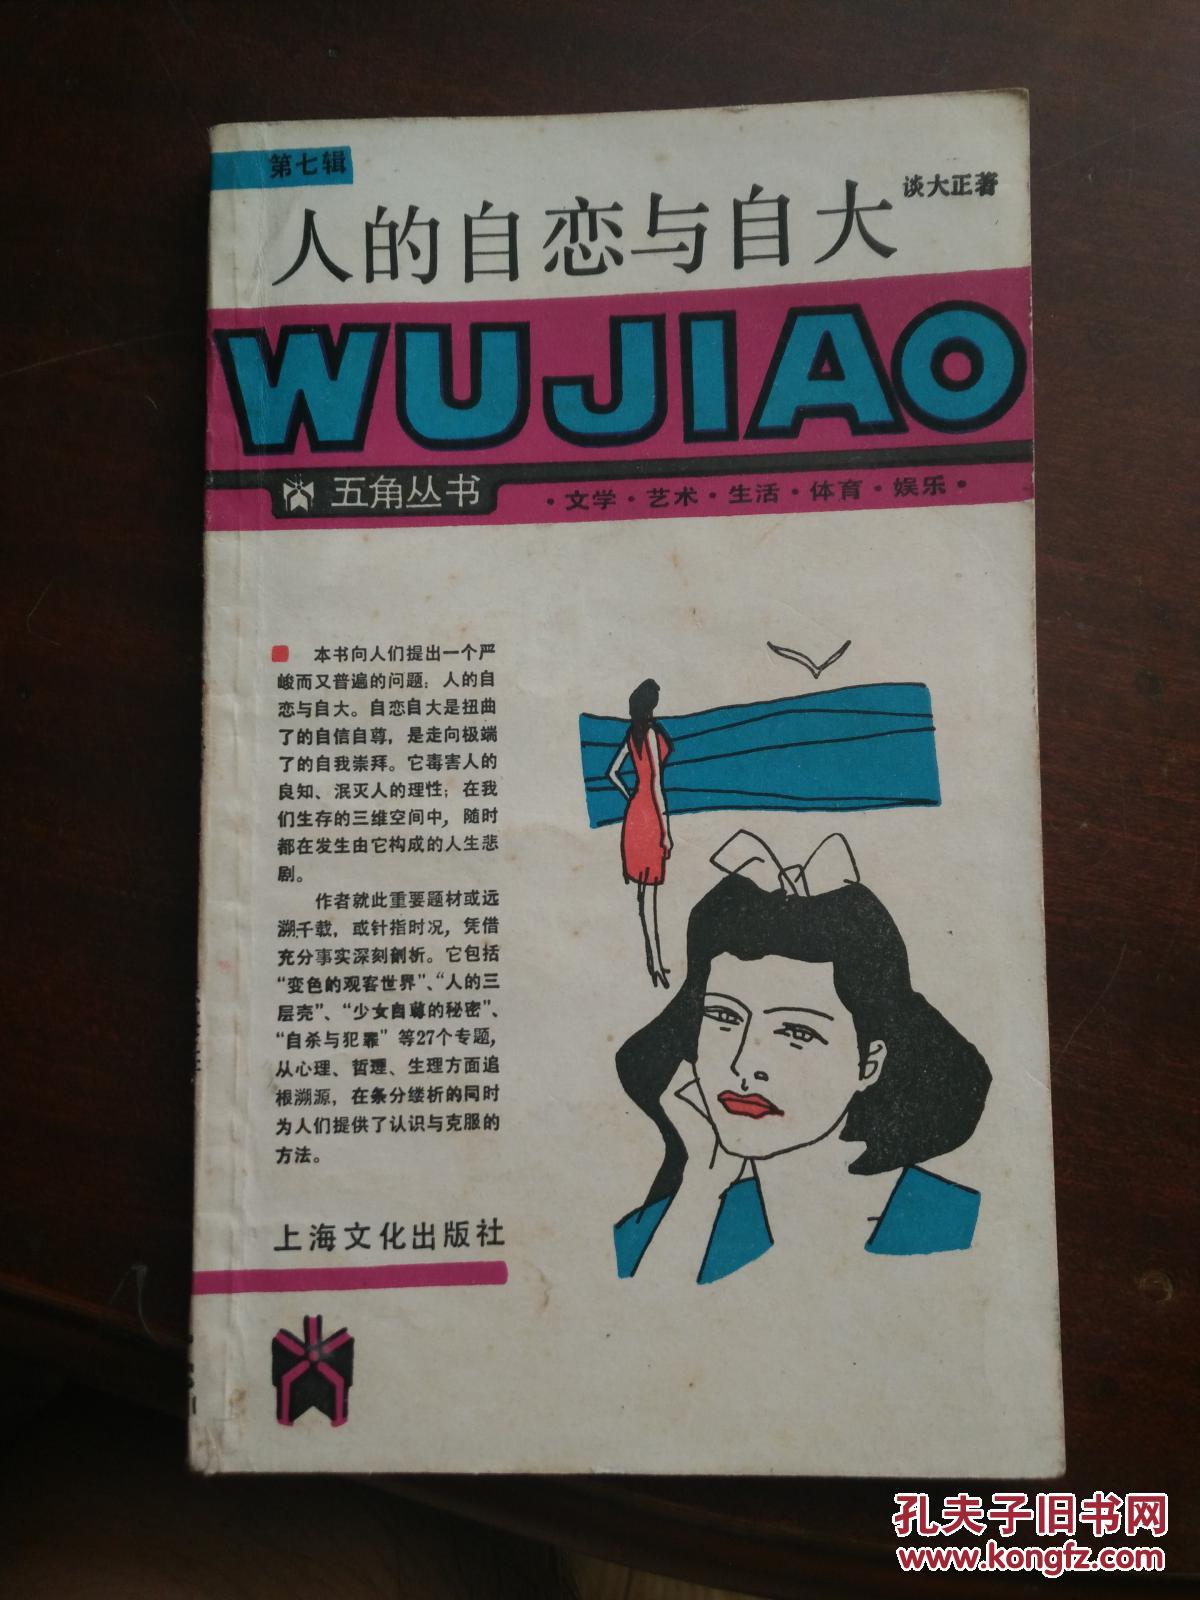 第七辑
人的自恋与自大
谈大正著
WUJIAO
五角丛书
·文学·艺术·生活·体育·娱乐·
本书向人们提出一个严
峻而又普遍的问题：人的自
恋与自大。自恋自大是扭曲
了的自信自尊，是走向极端
了的自我崇拜。它毒害人的
良知、泯灭人的理性；在我
们生存的三维空间中，随时
都在发生由它构成的人生悲
剧。
作者就此重要题材或远
溯千载，或针指时况，凭借
充分事实深刻剖析。它包括
“变色的观客世界”、“人的三
层壳”、“少女自尊的秘密”、
“自杀与犯罪”等27个专题，
从心理、哲理、生理方面追
根溯源，在条分缕析的同时
为人们提供了认识与克服的
方法。
上海文化出版社
孔夫子旧书网
www.kongfz.com